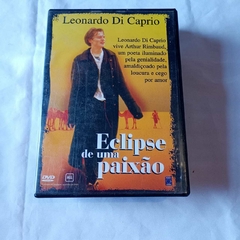 Leonardo Di Caprio
Leonardo Di Caprio
vive Arthur Rimbaud,
um poeta iluminado
pela genialidade,
amaldiçoado pela
loucura e cego
por amor
Eclipse
de uma
paixão
DVD